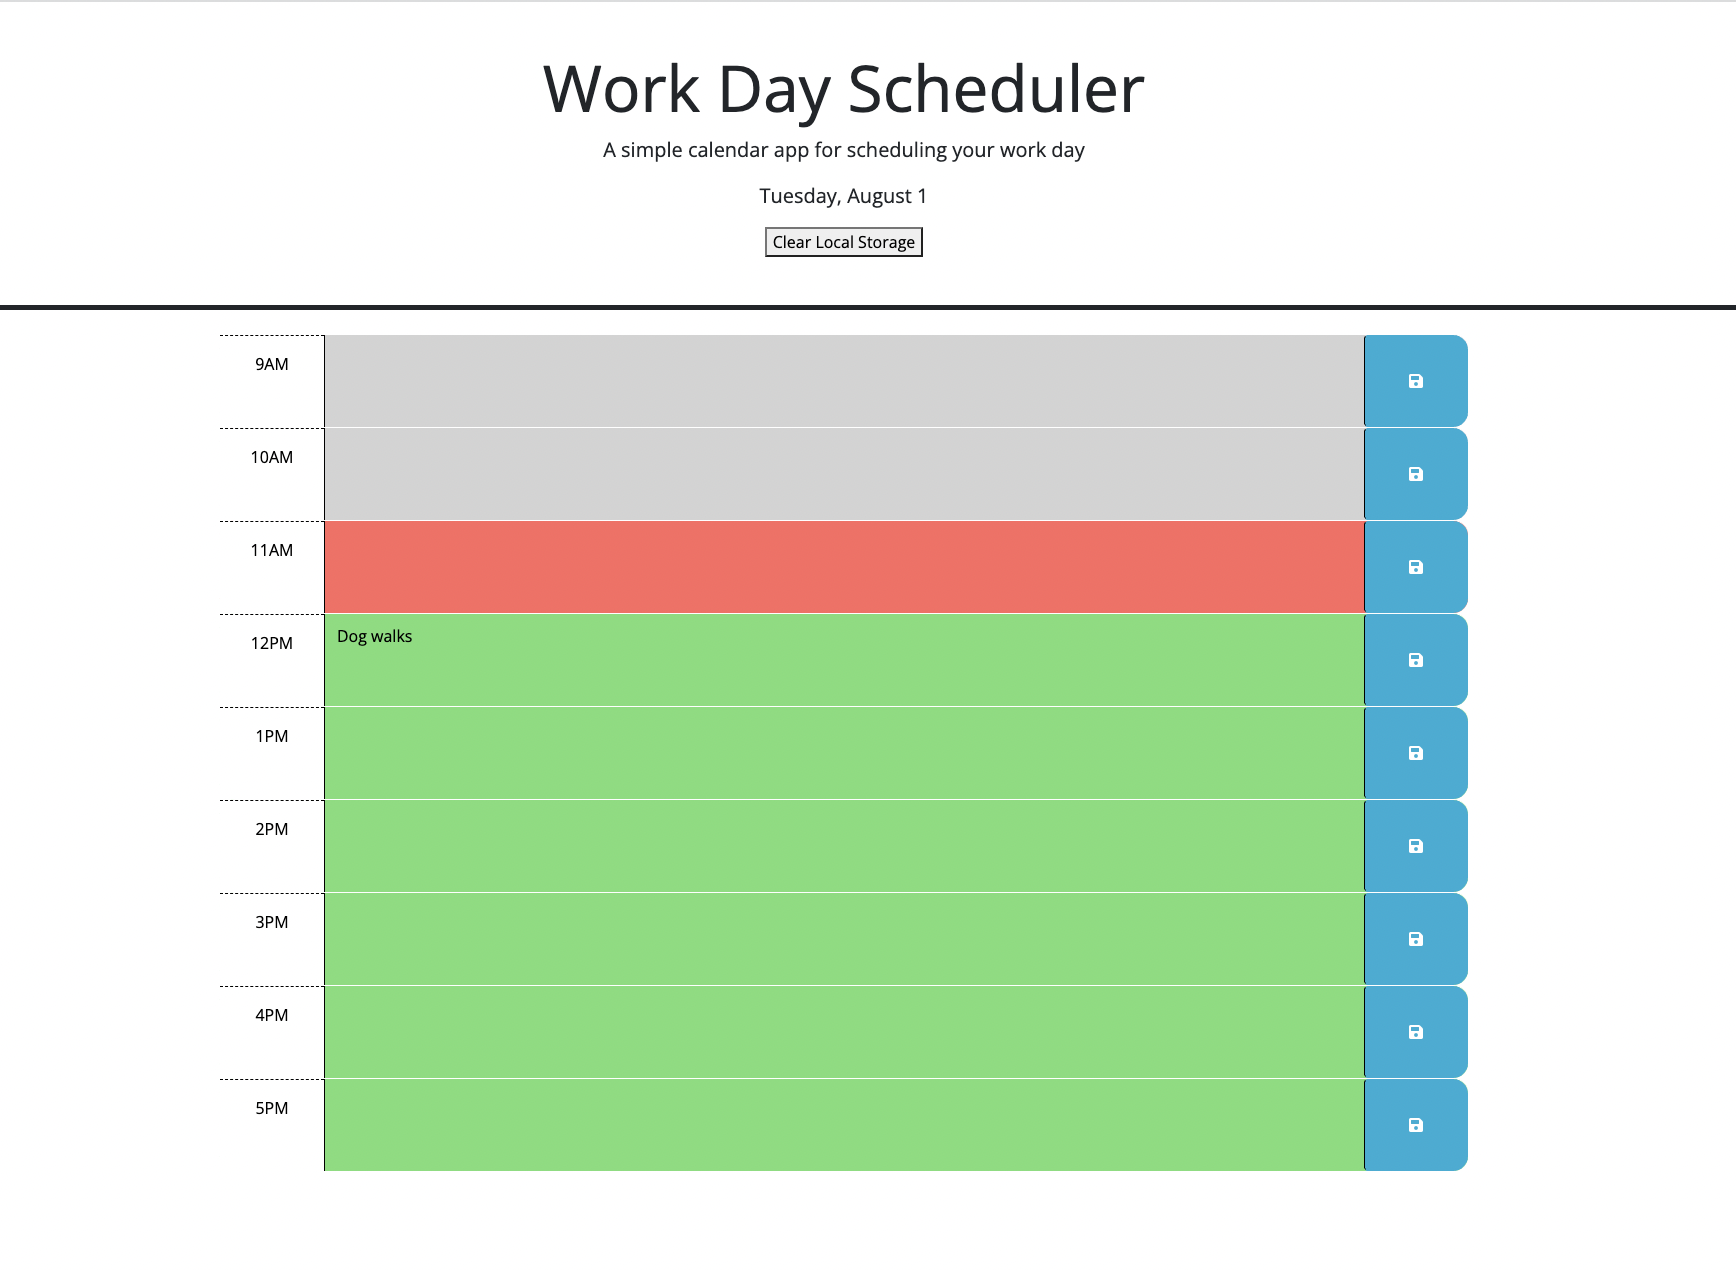 Work Day Scheduler
A simple calendar app for scheduling your work day
Tuesday, August 1
Clear Local Storage
9AM
10AM
11AM
12PM
Dog walks
1PM
2PM
3PM
4PM
5PM